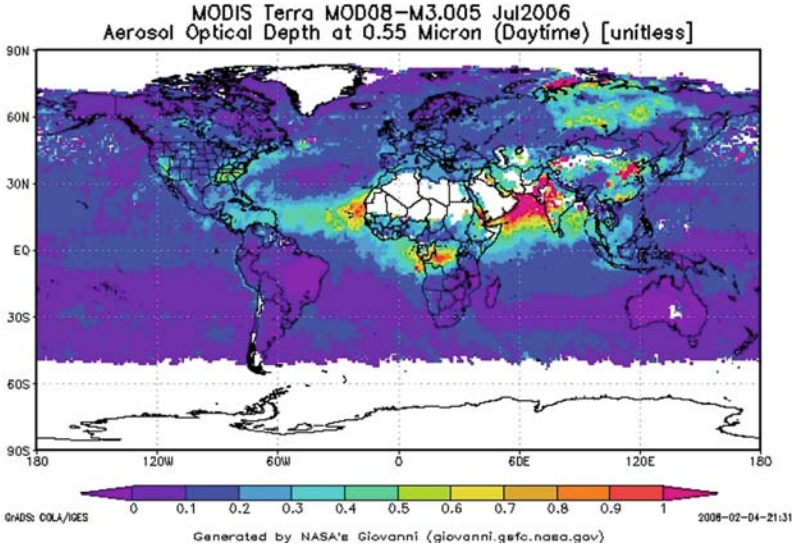 MODIS Terra MOD08-M3.005 Jul2006
Aerosol Optical Depth at 0.55 Micron (Daytime) [unitless]
90N
60N
30N
EQ
30S
60S
90S
180 120W 60W 0 60E 120E 180
0 0.1 0.2 0.3 0.4 0.5 0.6 0.7 0.8 0.9 1
GrADS: COLA/IGES 2008-02-04-21:31
Generated by NASA's Giovanni (giovanni.gsfc.nasa.gov)